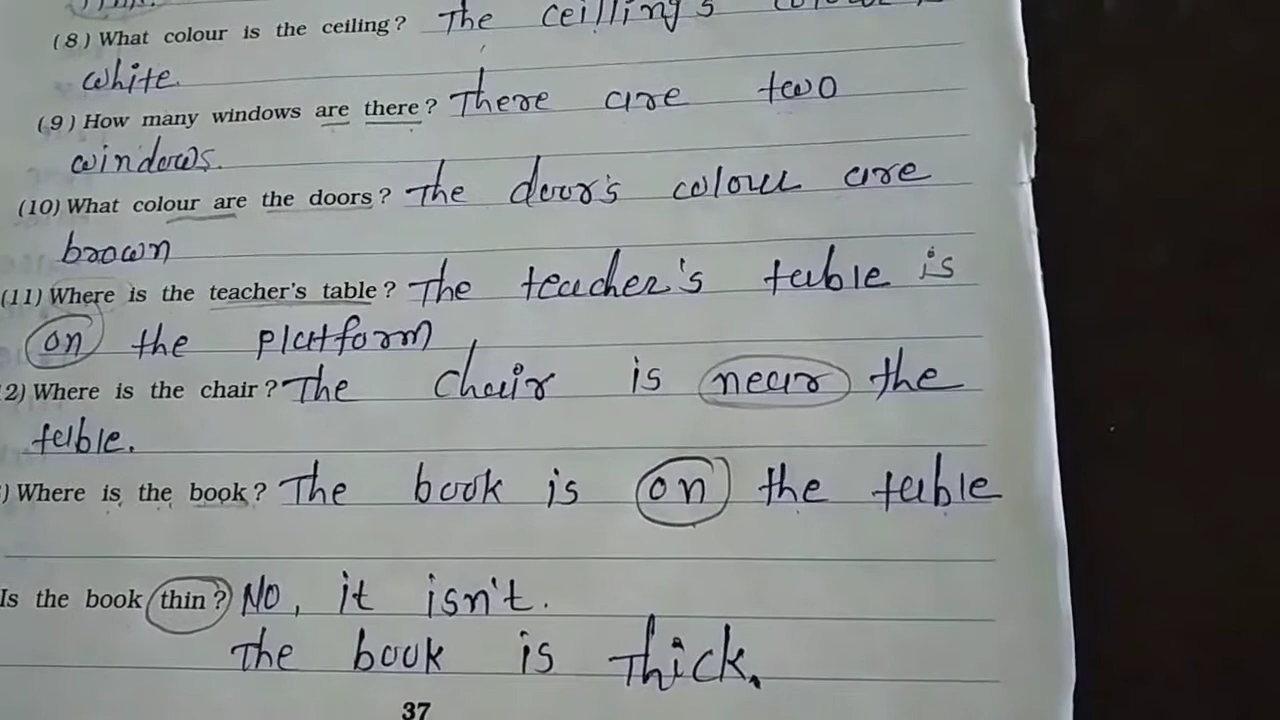 (8) What colour is the ceiling? The ceilling's
white.
(9) How many windows are there? There are two
windows.
(10) What colour are the doors? The door's colour are
brown
(11) Where is the teacher's table? The teacher's table is
on the platform
2) Where is the chair? The chair is near the
table.
) Where is the book? The book is on the table
Is the book thin? No, it isn't.
The book is Thick.
37